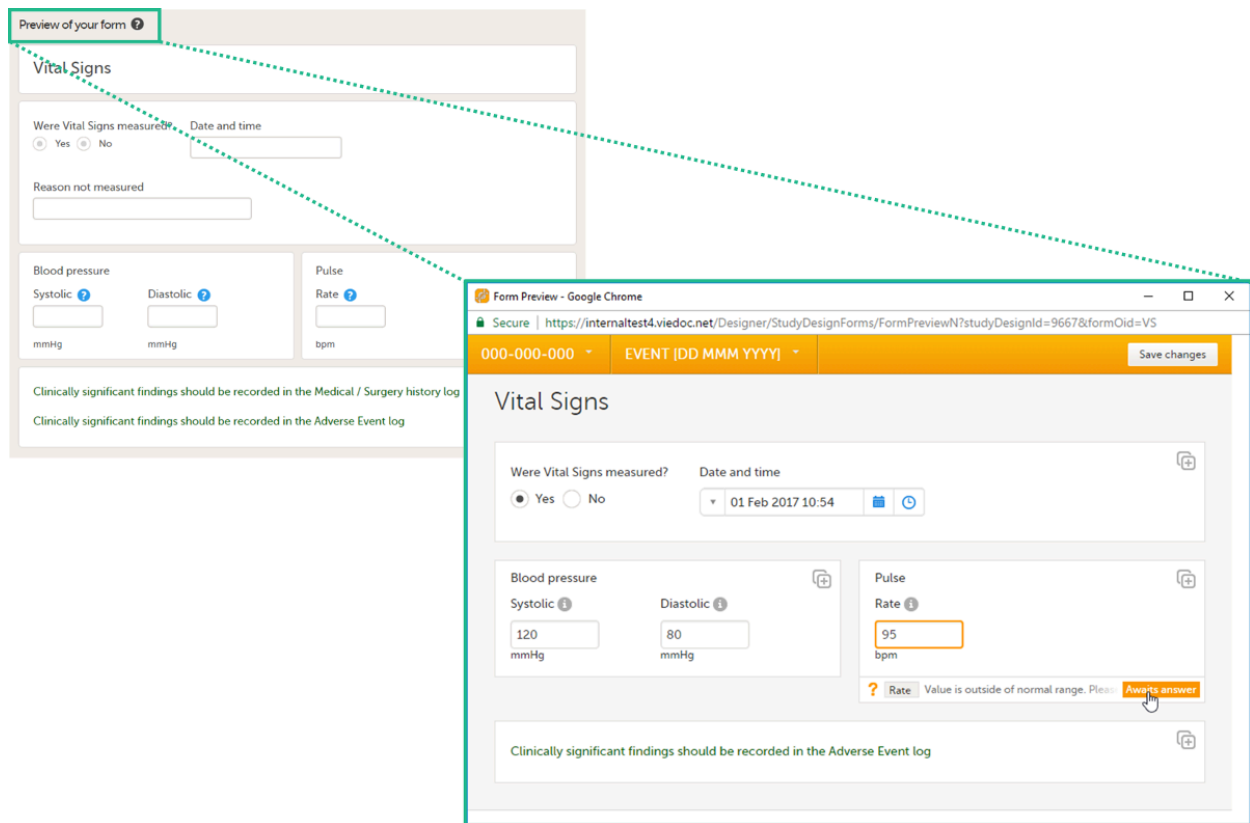 Preview of your form ?
Vital Signs
Were Vital Signs measured? Date and time
Yes No
Reason not measured
Blood pressure
Systolic ? Diastolic ?
mmHg mmHg
Pulse
Rate ?
bpm
Clinically significant findings should be recorded in the Medical / Surgery history log
Clinically significant findings should be recorded in the Adverse Event log
Form Preview - Google Chrome
Secure | https://internaltest4.viedoc.net/Designer/StudyDesignForms/FormPreviewN?studyDesignId=9667&formOid=VS
000-000-000 EVENT [DD MMM YYYY] Save changes
Vital Signs
Were Vital Signs measured? Date and time
Yes No 01 Feb 2017 10:54
Blood pressure
Systolic i Diastolic i
120 80
mmHg mmHg
Pulse
Rate i
95
bpm
? Rate Value is outside of normal range. Awaits answer
Clinically significant findings should be recorded in the Adverse Event log